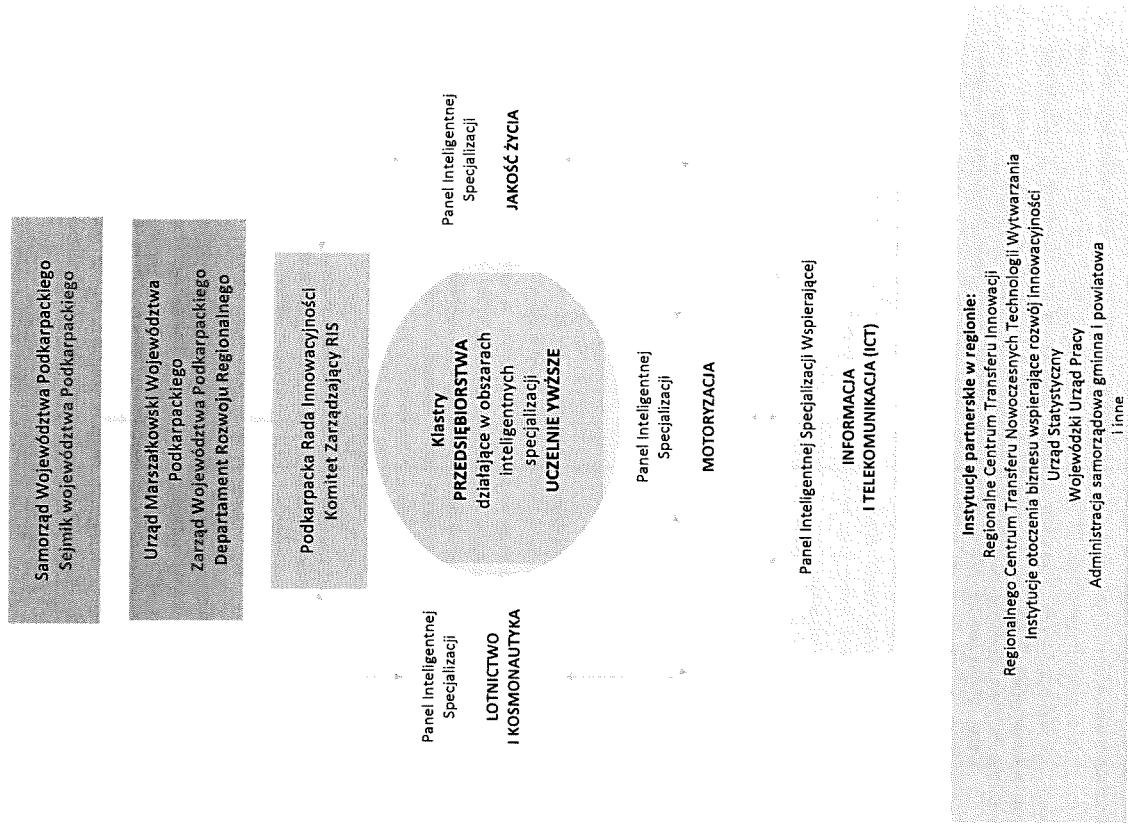 Samorząd Województwa Podkarpackiego
Sejmik województwa Podkarpackiego
Urząd Marszałkowski Województwa
Podkarpackiego
Zarząd Województwa Podkarpackiego
Departament Rozwoju Regionalnego
Podkarpacka Rada Innowacyjności
Komitet Zarządzający RIS
Panel Inteligentnej
Specjalizacji
LOTNICTWO
I KOSMONAUTYKA
Klastry
PRZEDSIĘBIORSTWA
działające w obszarach
inteligentnych
specjalizacji
UCZELNIE YWŻSZE
Panel Inteligentnej
Specjalizacji
JAKOŚĆ ŻYCIA
Panel Inteligentnej
Specjalizacji
MOTORYZACJA
Panel Inteligentnej Specjalizacji Wspierającej
INFORMACJA
I TELEKOMUNIKACJA (ICT)
Instytucje partnerskie w regionie:
Regionalne Centrum Transferu Innowacji
Regionalnego Centrum Transferu Nowoczesnych Technologii Wytwarzania
Instytucje otoczenia biznesu wspierające rozwój innowacyjności
Urząd Statystyczny
Wojewódzki Urząd Pracy
Administracja samorządowa gminna i powiatowa
i inne